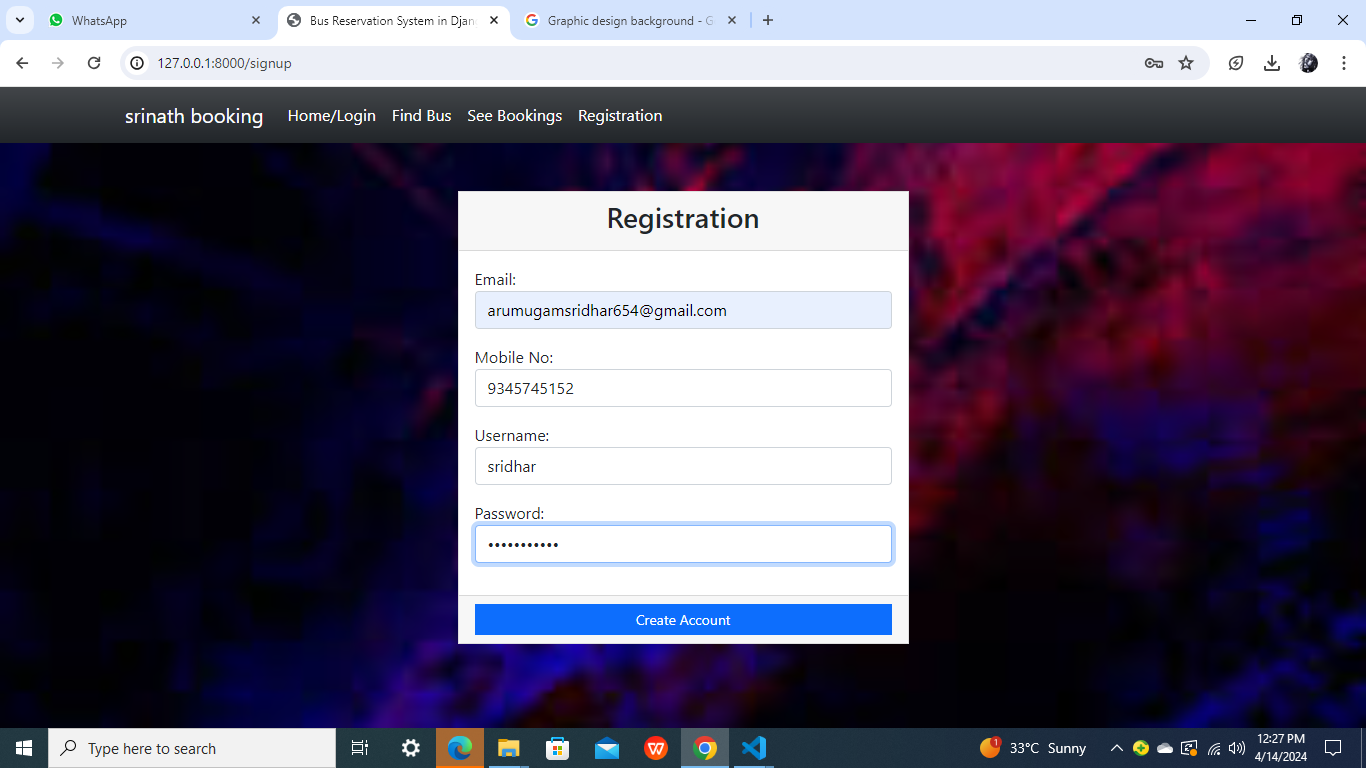 WhatsApp
Bus Reservation System in Djan
Graphic design background - G
127.0.0.1:8000/signup
srinath booking
Home/Login
Find Bus
See Bookings
Registration
Registration
Email:
arumugamsridhar654@gmail.com
Mobile No:
9345745152
Username:
sridhar
Password:
•••••••••••
Create Account
Type here to search
1
33°C Sunny
12:27 PM
4/14/2024